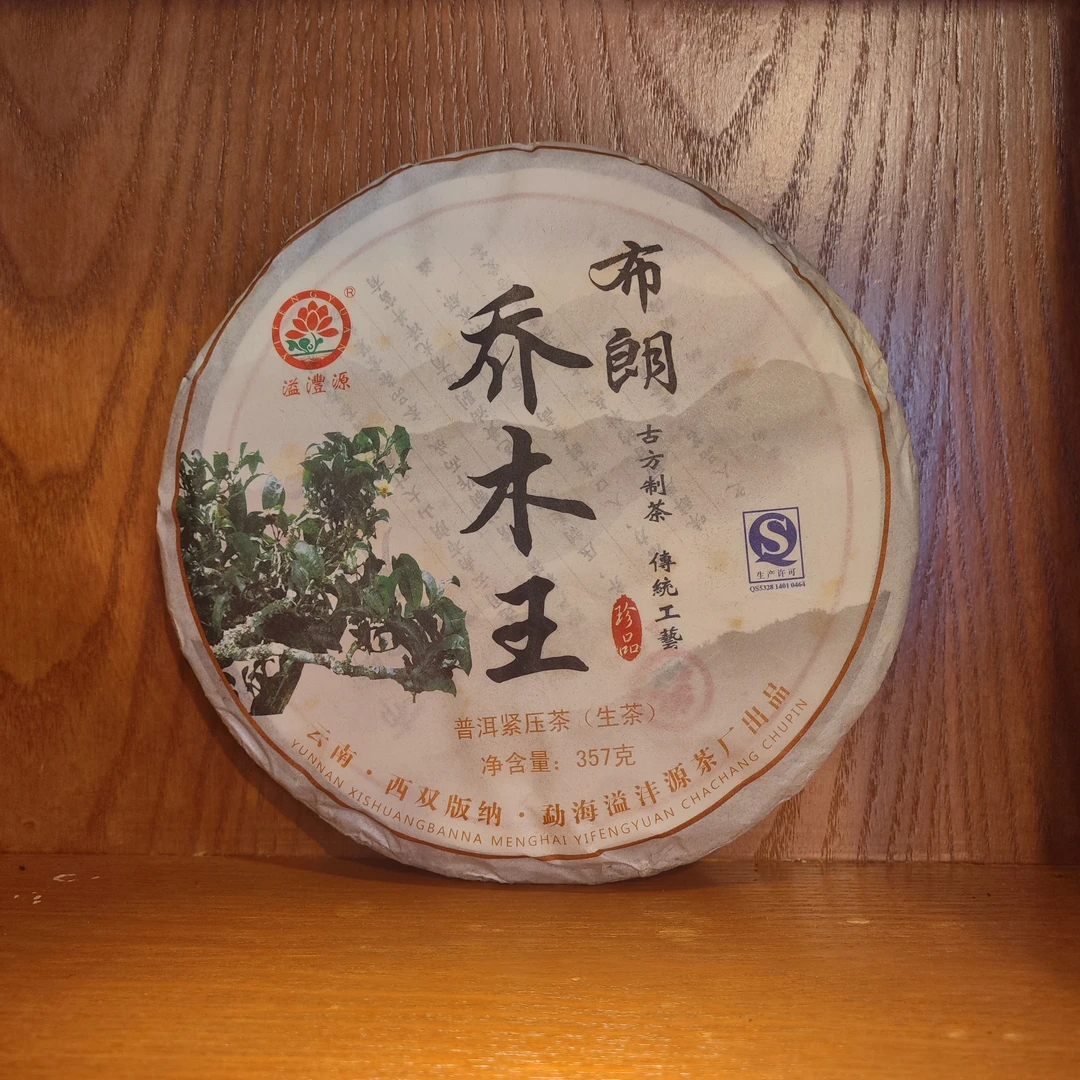 YIFENGYUAN
®
溢灃源
布朗
乔木王
古方制茶 傳統工藝
珍品
生产许可
QS5328 1401 0464
普洱紧压茶（生茶）
净含量：357克
云南·西双版纳·勐海溢沣源茶厂出品
YUNNAN XISHUANGBANNA MENGHAI YIFENGYUAN CHACHANG CHUPIN